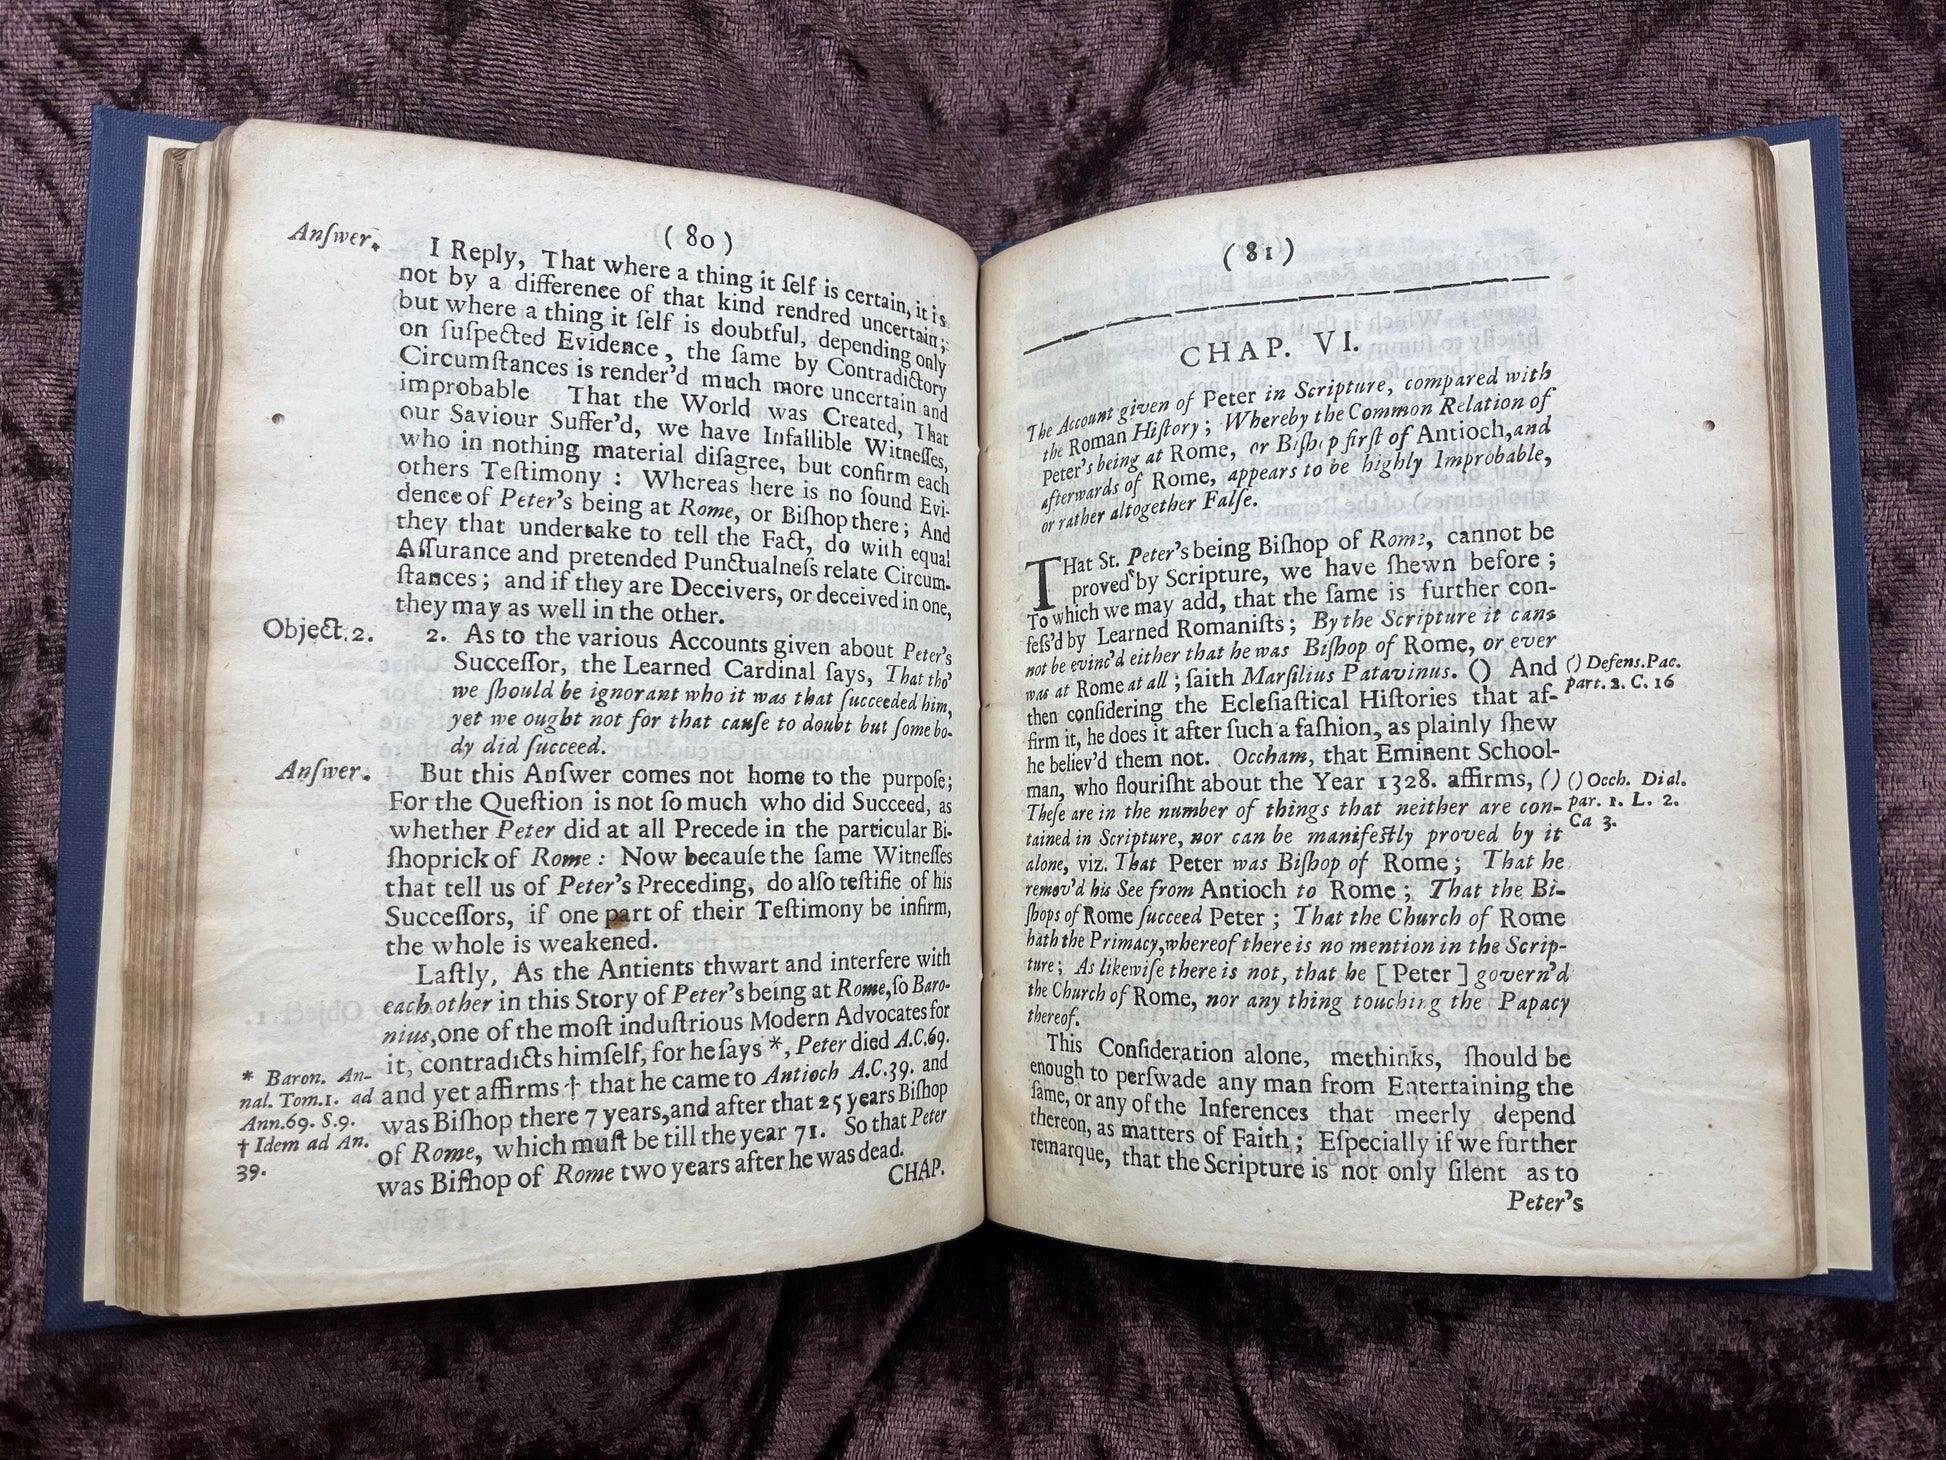 (80)
Anſwer.
I Reply, That where a thing it ſelf is certain, it is
not by a difference of that kind rendred uncertain;
but where a thing it ſelf is doubtful, depending only
on ſuſpected Evidence, the ſame by Contradictory
Circumſtances is render'd much more uncertain and
improbable That the World was Created, That
our Saviour Suffer'd, we have Infallible Witneſſes,
who in nothing material diſagree, but confirm each
others Teſtimony : Whereas here is no ſound Evi-
dence of Peter's being at Rome, or Biſhop there; And
they that undertake to tell the Fact, do with equal
Aſſurance and pretended Punctualneſs relate Circum-
ſtances; and if they are Deceivers, or deceived in one,
they may as well in the other.
Object. 2.
2. As to the various Accounts given about Peter's
Succeſſor, the Learned Cardinal ſays, That tho'
we ſhould be ignorant who it was that ſucceeded him,
yet we ought not for that cauſe to doubt but ſome bo-
dy did ſucceed.
Anſwer.
But this Anſwer comes not home to the purpoſe;
For the Queſtion is not ſo much who did Succeed, as
whether Peter did at all Precede in the particular Bi-
ſhoprick of Rome : Now becauſe the ſame Witneſſes
that tell us of Peter's Preceding, do alſo teſtifie of his
Succeſſors, if one part of their Teſtimony be infirm,
the whole is weakened.
Laſtly, As the Antients thwart and interfere with
each other in this Story of Peter's being at Rome, ſo Baro-
nius, one of the moſt induſtrious Modern Advocates for
it, contradicts himſelf, for he ſays *, Peter died A.C.69.
and yet affirms † that he came to Antioch A.C.39. and
was Biſhop there 7 years, and after that 25 years Biſhop
of Rome, which muſt be till the year 71. So that Peter
was Biſhop of Rome two years after he was dead.
* Baron. An-
nal. Tom.1. ad
Ann.69. S.9.
† Idem ad An.
39.
CHAP.
(81)
CHAP. VI.
The Account given of Peter in Scripture, compared with
the Roman Hiſtory; Whereby the Common Relation of
Peter's being at Rome, or Biſhop firſt of Antioch, and
afterwards of Rome, appears to be highly Improbable,
or rather altogether Falſe.
THat St. Peter's being Biſhop of Rome, cannot be
proved by Scripture, we have ſhewn before;
To which we may add, that the ſame is further con-
feſs'd by Learned Romaniſts; By the Scripture it can-
not be evinc'd either that he was Biſhop of Rome, or ever
was at Rome at all; ſaith Marſilius Patavinus. () And
then conſidering the Eccleſiaſtical Hiſtories that af-
firm it, he does it after ſuch a faſhion, as plainly ſhew
he believ'd them not. Occham, that Eminent School-
man, who flouriſht about the Year 1328. affirms, ()
Theſe are in the number of things that neither are con-
tained in Scripture, nor can be manifeſtly proved by it
alone, viz. That Peter was Biſhop of Rome; That he
remov'd his See from Antioch to Rome; That the Bi-
ſhops of Rome ſucceed Peter; That the Church of Rome
hath the Primacy, whereof there is no mention in the Scrip-
ture; As likewiſe there is not, that he [Peter] govern'd
the Church of Rome, nor any thing touching the Papacy
thereof.
() Defens.Pac.
part. 2. C. 16
() Occh. Dial.
par. 1. L. 2.
Ca 3.
This Conſideration alone, methinks, ſhould be
enough to perſwade any man from Entertaining the
ſame, or any of the Inferences that meerly depend
thereon, as matters of Faith; Eſpecially if we further
remarque, that the Scripture is not only ſilent as to
Peter's